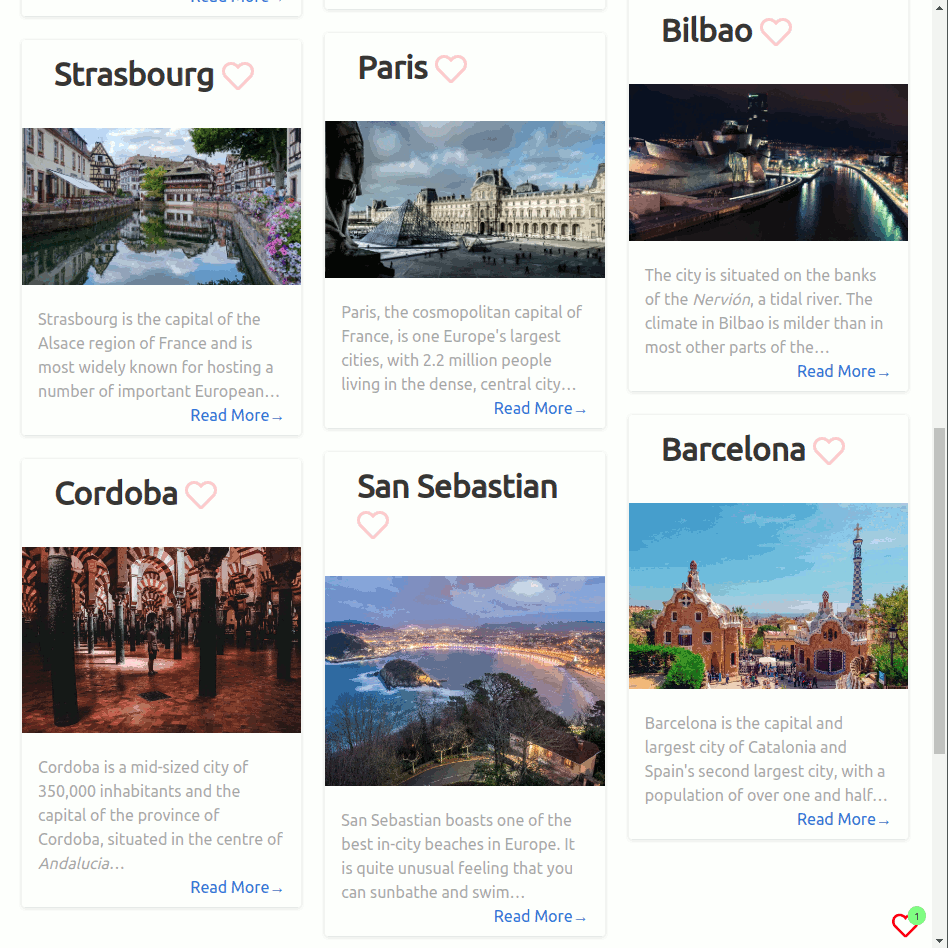 Read More→
Strasbourg
Strasbourg is the capital of the
Alsace region of France and is
most widely known for hosting a
number of important European…
Read More→
Cordoba
Cordoba is a mid-sized city of
350,000 inhabitants and the
capital of the province of
Cordoba, situated in the centre of
Andalucia…
Read More→
Paris
Paris, the cosmopolitan capital of
France, is one Europe's largest
cities, with 2.2 million people
living in the dense, central city…
Read More→
San Sebastian
San Sebastian boasts one of the
best in-city beaches in Europe. It
is quite unusual feeling that you
can sunbathe and swim…
Read More→
Bilbao
The city is situated on the banks
of the Nervión, a tidal river. The
climate in Bilbao is milder than in
most other parts of the…
Read More→
Barcelona
Barcelona is the capital and
largest city of Catalonia and
Spain's second largest city, with a
population of over one and half…
Read More→
1